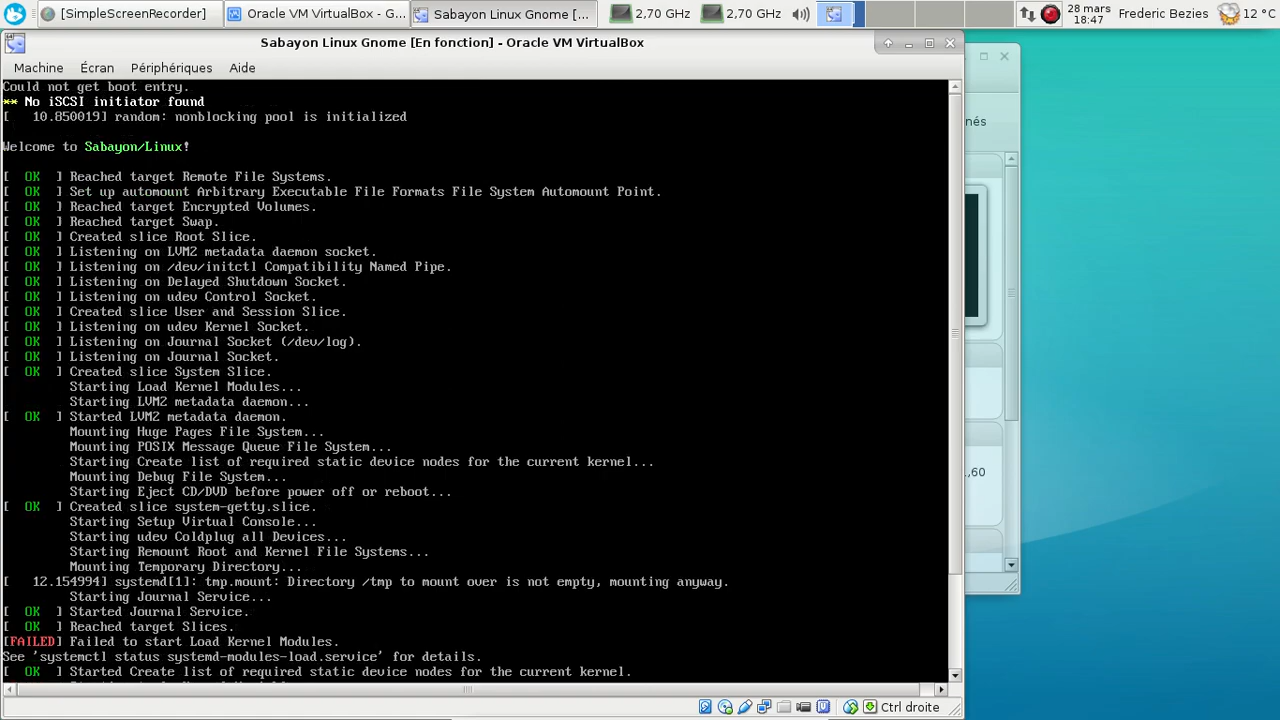 [SimpleScreenRecorder]
Oracle VM VirtualBox - G...
Sabayon Linux Gnome [...
2,70 GHz
2,70 GHz
28 mars
18:47
Frederic Bezies
12 °C
Sabayon Linux Gnome [En fonction] - Oracle VM VirtualBox
Machine Écran Périphériques Aide
Could not get boot entry.
** No iSCSI initiator found
[   10.850019] random: nonblocking pool is initialized
Welcome to Sabayon/Linux!
[  OK  ] Reached target Remote File Systems.
[  OK  ] Set up automount Arbitrary Executable File Formats File System Automount Point.
[  OK  ] Reached target Encrypted Volumes.
[  OK  ] Reached target Swap.
[  OK  ] Created slice Root Slice.
[  OK  ] Listening on LVM2 metadata daemon socket.
[  OK  ] Listening on /dev/initctl Compatibility Named Pipe.
[  OK  ] Listening on Delayed Shutdown Socket.
[  OK  ] Listening on udev Control Socket.
[  OK  ] Created slice User and Session Slice.
[  OK  ] Listening on udev Kernel Socket.
[  OK  ] Listening on Journal Socket (/dev/log).
[  OK  ] Listening on Journal Socket.
[  OK  ] Created slice System Slice.
Starting Load Kernel Modules...
Starting LVM2 metadata daemon...
[  OK  ] Started LVM2 metadata daemon.
Mounting Huge Pages File System...
Mounting POSIX Message Queue File System...
Starting Create list of required static device nodes for the current kernel...
Mounting Debug File System...
Starting Eject CD/DVD before power off or reboot...
[  OK  ] Created slice system-getty.slice.
Starting Setup Virtual Console...
Starting udev Coldplug all Devices...
Starting Remount Root and Kernel File Systems...
Mounting Temporary Directory...
[   12.154994] systemd[1]: tmp.mount: Directory /tmp to mount over is not empty, mounting anyway.
Starting Journal Service...
[  OK  ] Started Journal Service.
[  OK  ] Reached target Slices.
[FAILED] Failed to start Load Kernel Modules.
See 'systemctl status systemd-modules-load.service' for details.
[  OK  ] Started Create list of required static device nodes for the current kernel.
nés
,60
Ctrl droite